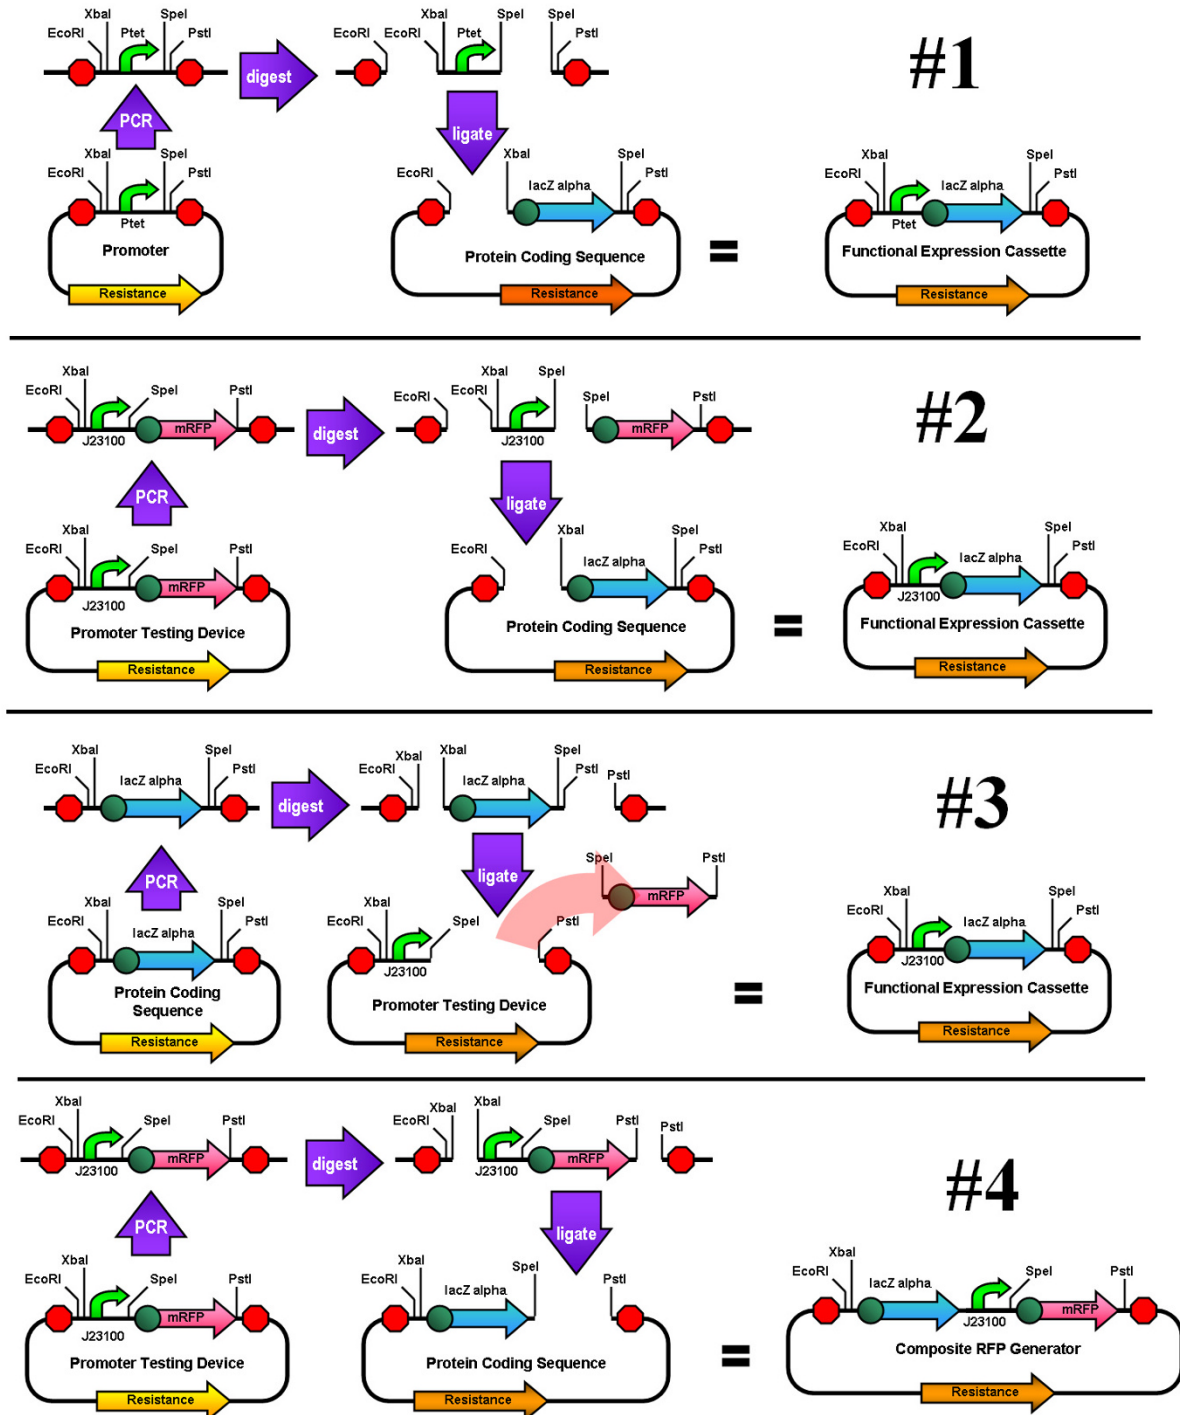 XbaI SpeI XbaI SpeI SpeI
EcoRI Ptet PstI EcoRI EcoRI Ptet PstI
#1
digest
PCR
ligate
XbaI SpeI XbaI SpeI XbaI SpeI
EcoRI PstI EcoRI lacZ alpha PstI EcoRI lacZ alpha PstI
Ptet Ptet
Promoter Protein Coding Sequence = Functional Expression Cassette
Resistance Resistance Resistance
XbaI XbaI SpeI
EcoRI SpeI PstI EcoRI EcoRI SpeI PstI
#2
J23100 mRFP digest J23100 mRFP
PCR
ligate
XbaI XbaI SpeI XbaI SpeI
EcoRI SpeI PstI EcoRI lacZ alpha PstI EcoRI lacZ alpha PstI
J23100 mRFP J23100
Promoter Testing Device Protein Coding Sequence = Functional Expression Cassette
Resistance Resistance Resistance
XbaI SpeI XbaI XbaI SpeI
EcoRI lacZ alpha PstI EcoRI lacZ alpha PstI PstI
#3
digest
PCR
ligate
SpeI PstI
mRFP
XbaI SpeI XbaI SpeI PstI XbaI SpeI
EcoRI lacZ alpha PstI EcoRI EcoRI lacZ alpha PstI
J23100 J23100
Protein Coding
Sequence
Promoter Testing Device = Functional Expression Cassette
Resistance Resistance Resistance
XbaI XbaI XbaI
EcoRI SpeI PstI EcoRI SpeI PstI PstI
#4
J23100 mRFP digest J23100 mRFP
PCR
ligate
XbaI XbaI SpeI XbaI SpeI
EcoRI SpeI PstI EcoRI lacZ alpha PstI EcoRI lacZ alpha PstI
J23100 mRFP J23100 mRFP
Promoter Testing Device Protein Coding Sequence = Composite RFP Generator
Resistance Resistance Resistance